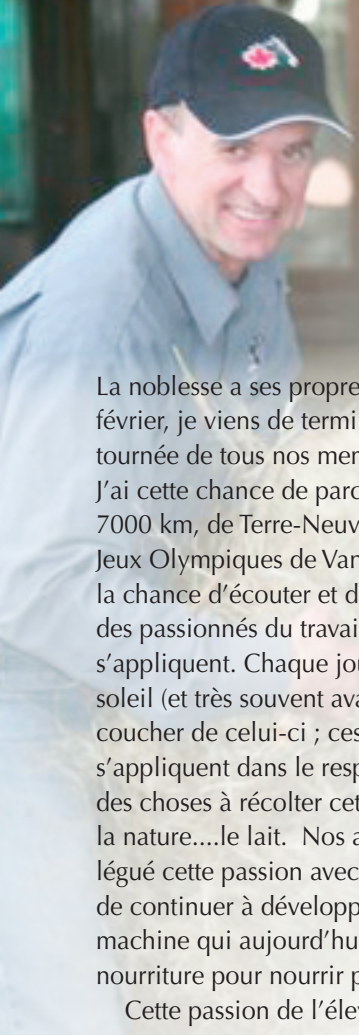 La noblesse a ses propre
février, je viens de termi
tournée de tous nos mem
J'ai cette chance de parc
7000 km, de Terre-Neuv
Jeux Olympiques de Van
la chance d'écouter et d
des passionnés du travai
s'appliquent. Chaque jou
soleil (et très souvent ava
coucher de celui-ci ; ces
s'appliquent dans le resp
des choses à récolter cet
la nature....le lait. Nos a
légué cette passion avec
de continuer à développ
machine qui aujourd'hu
nourriture pour nourrir p
Cette passion de l'éle